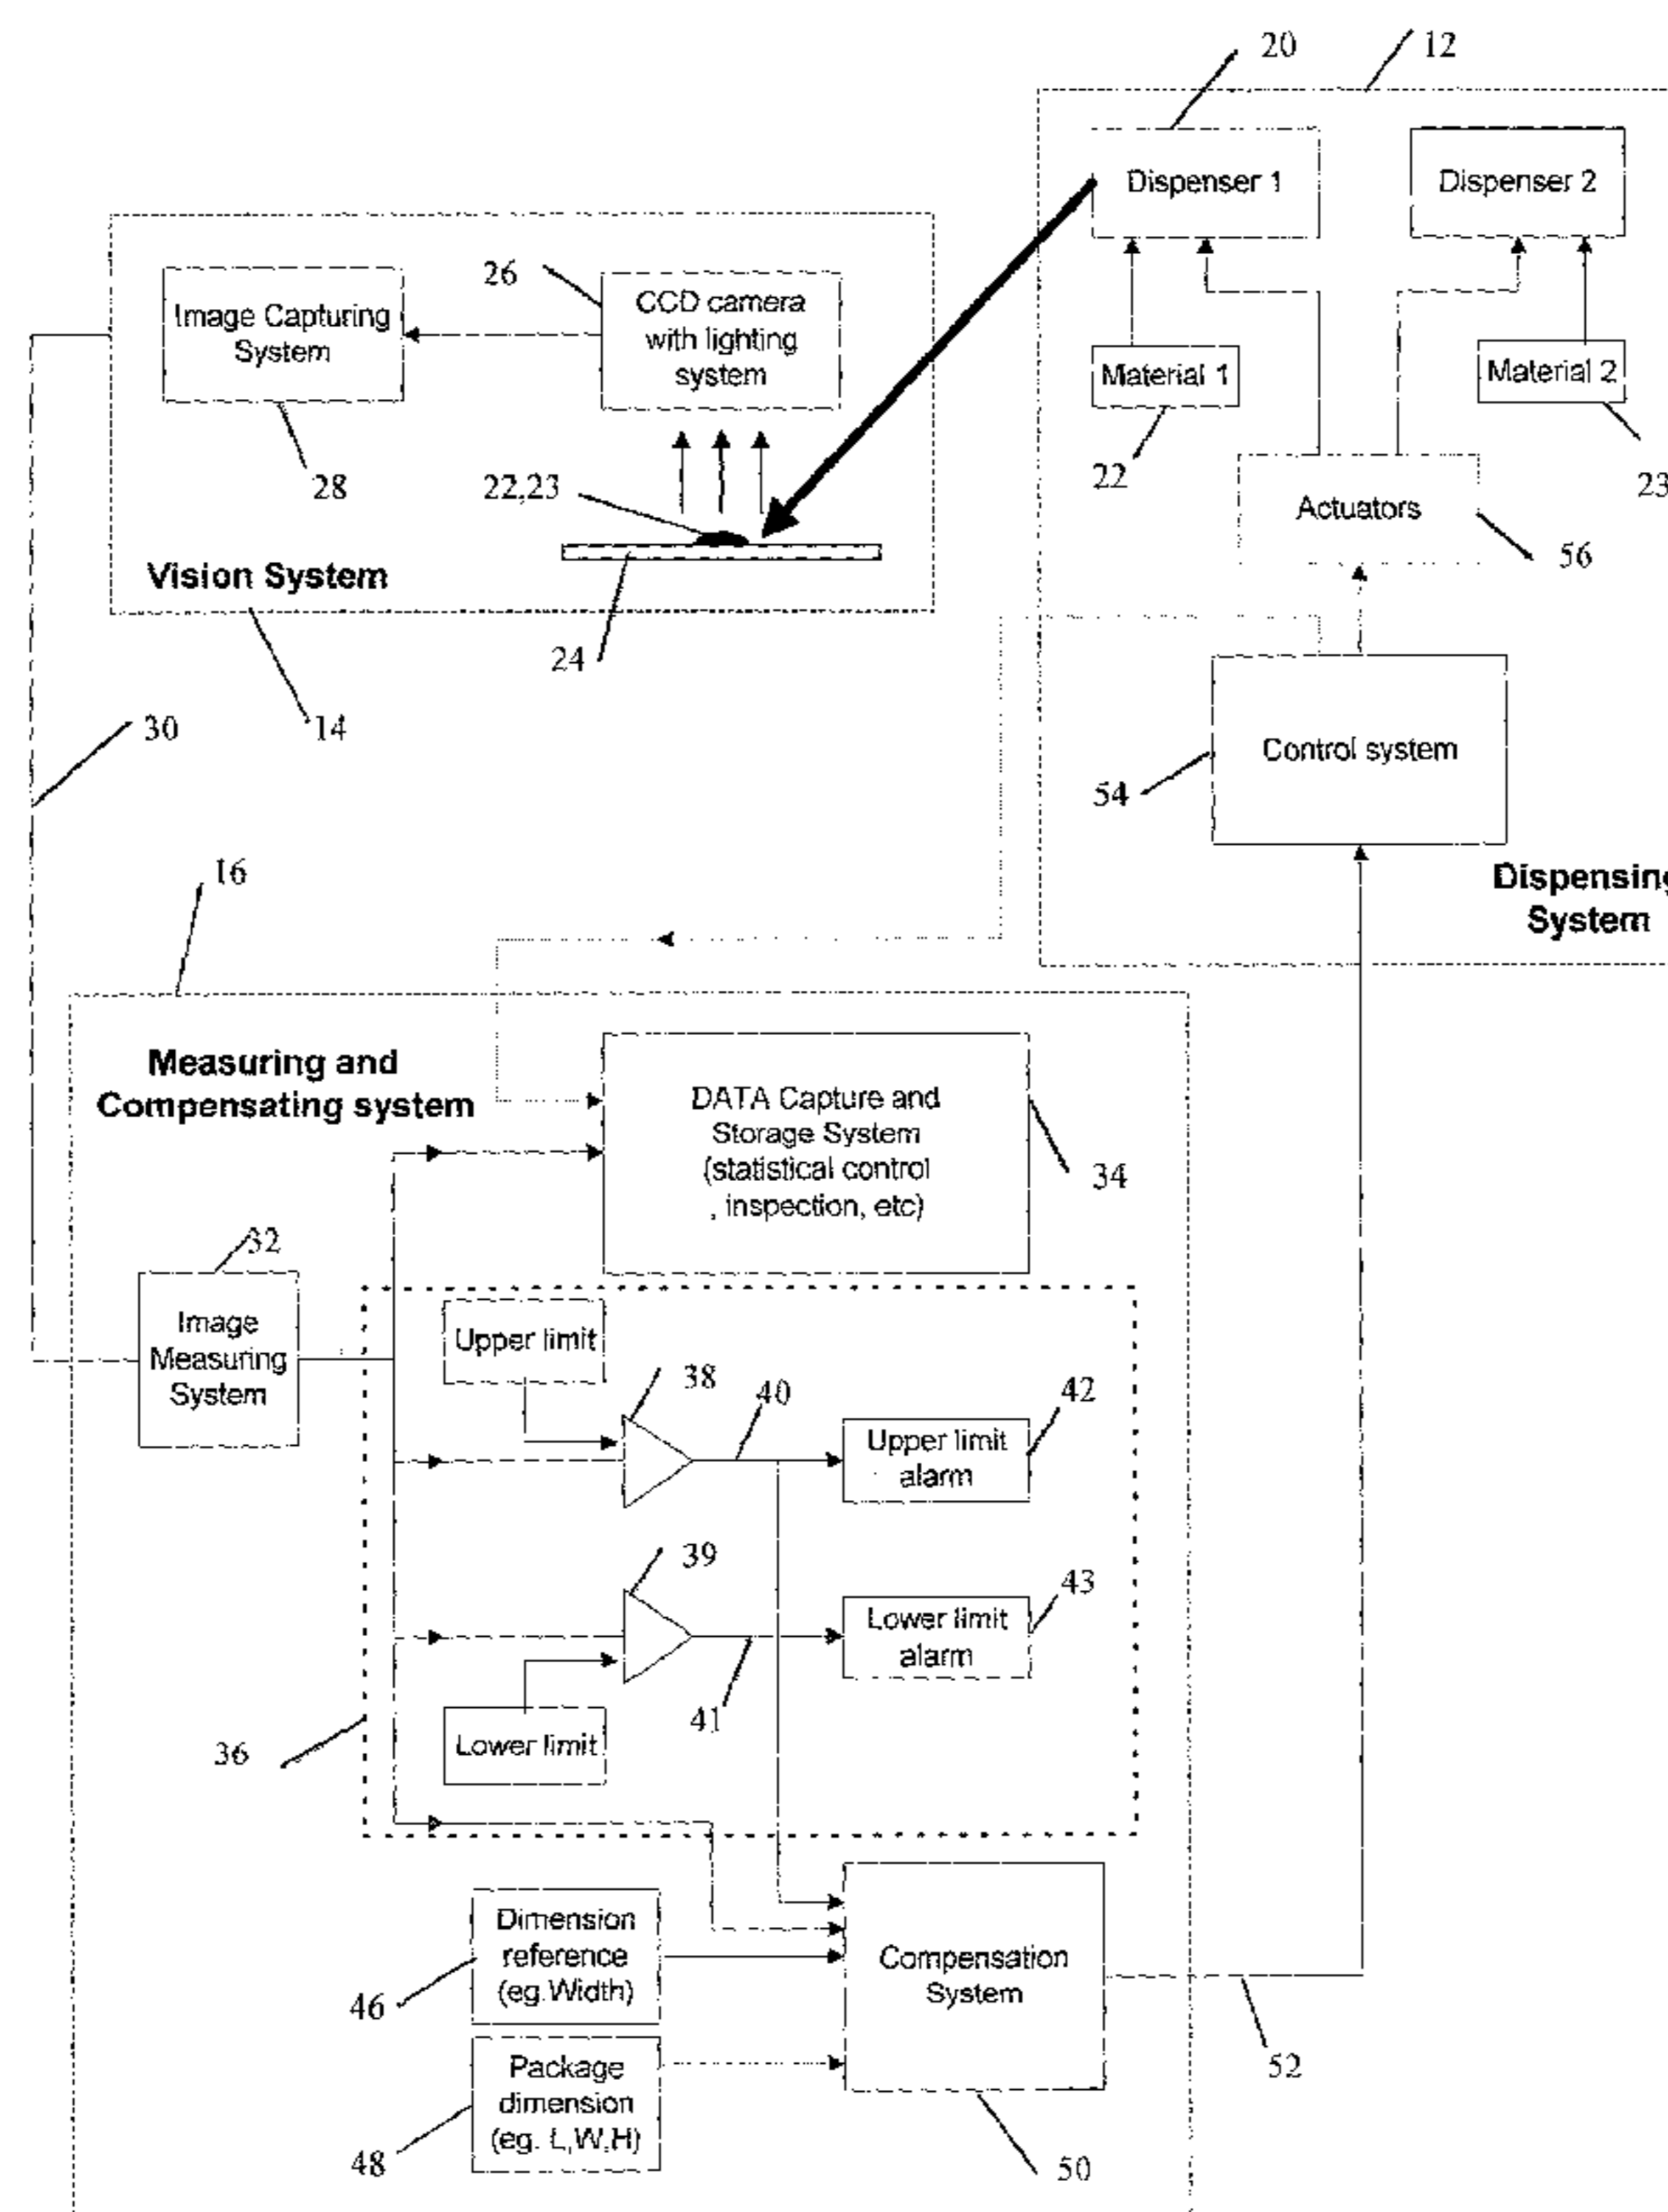 20
12
Dispenser 1
Dispenser 2
26
Image Capturing
System
CCD camera
with lighting
system
Material 1
Material 2
28
22,23
22
23
Actuators
56
Vision System
24
14
30
Control system
54
16
Dispensing
System
Measuring and
Compensating system
DATA Capture and
Storage System
(statistical control
, inspection, etc)
34
32
Image
Measuring
System
Upper limit
38
40
42
Upper limit
alarm
39
43
Lower limit
alarm
41
36
Lower limit
Dimension
reference
(eg.Width)
46
Compensation
System
52
Package
dimension
(eg. L,W,H)
48
50